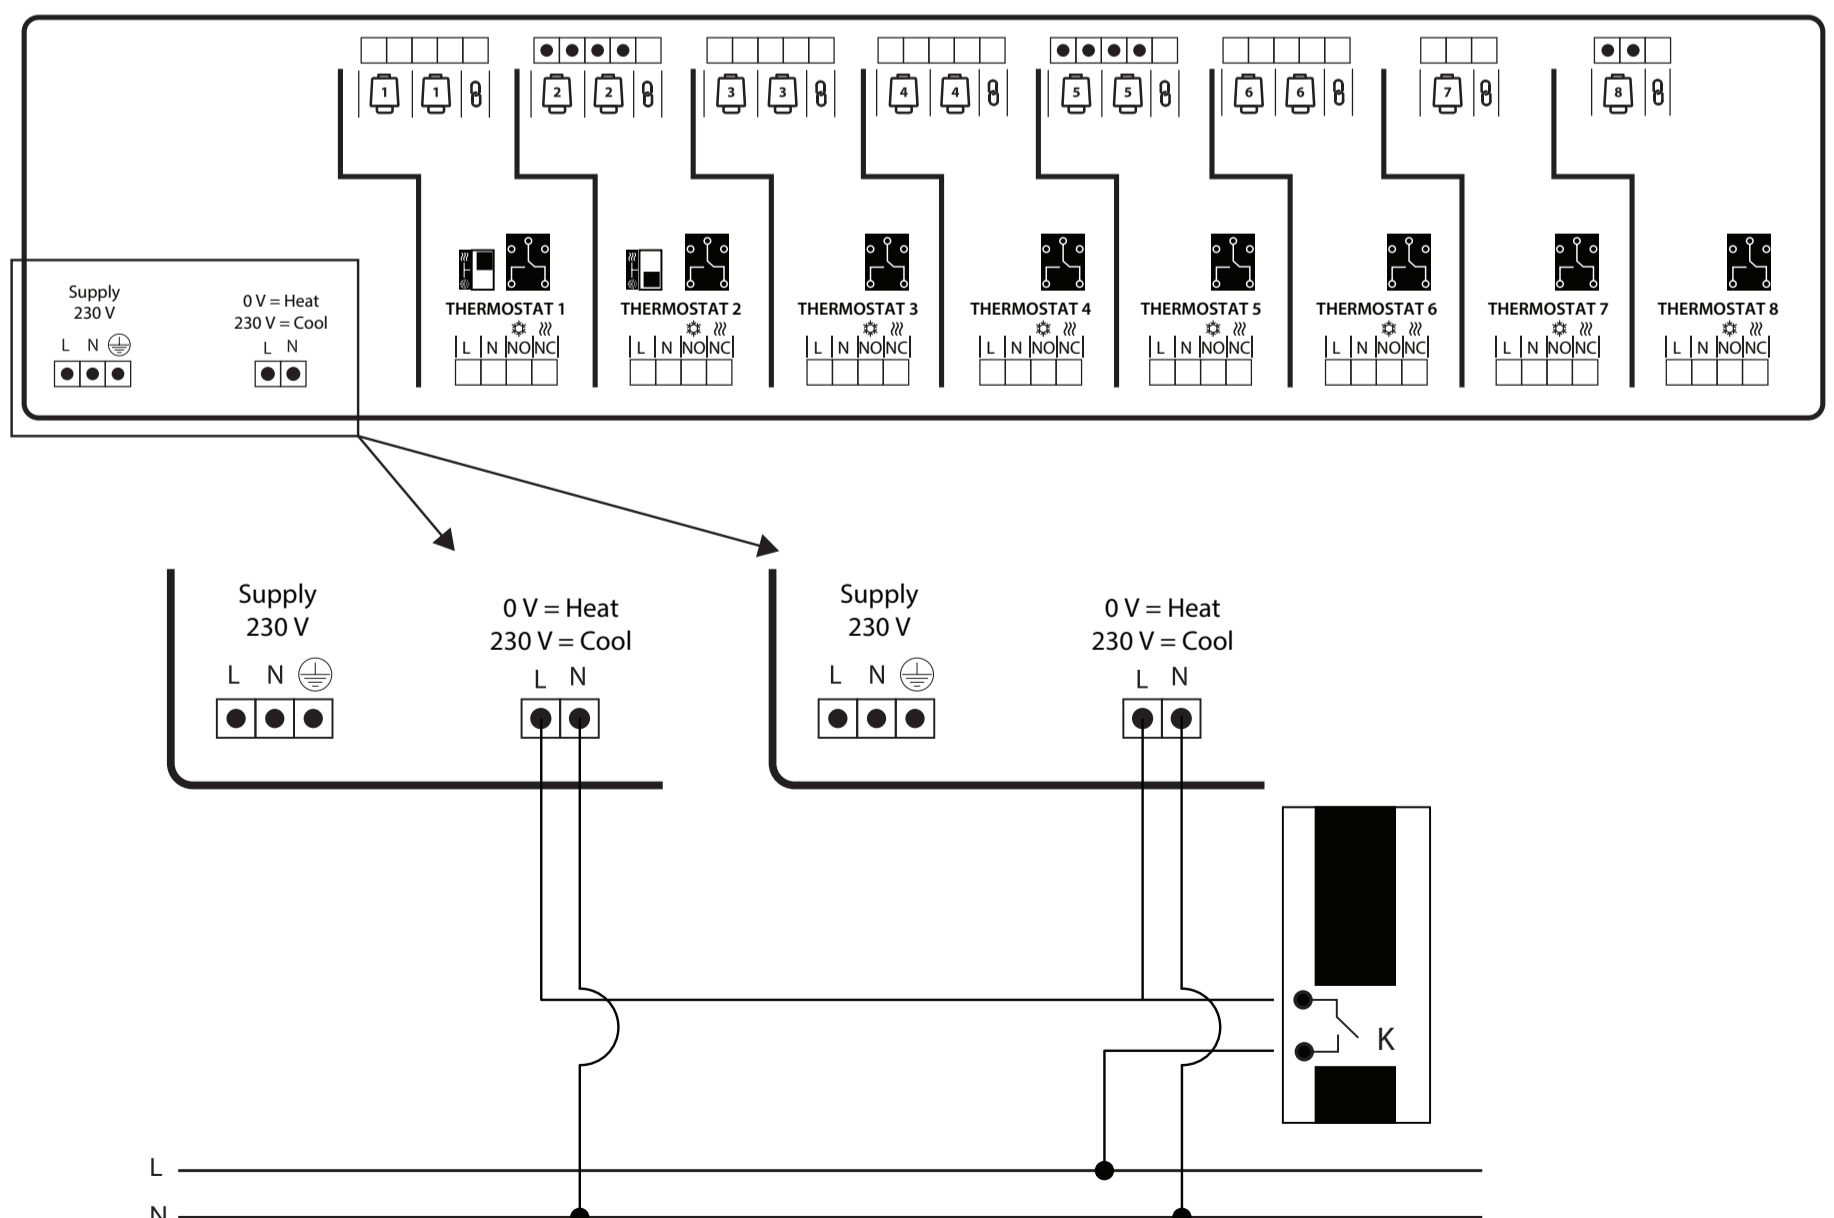 1 1 2 2 3 3 4 4 5 5 6 6 7 8
Supply
230 V
L N
0 V = Heat
230 V = Cool
L N
THERMOSTAT 1 THERMOSTAT 2 THERMOSTAT 3 THERMOSTAT 4 THERMOSTAT 5 THERMOSTAT 6 THERMOSTAT 7 THERMOSTAT 8
L N NO NC L N NO NC L N NO NC L N NO NC L N NO NC L N NO NC L N NO NC L N NO NC
Supply
230 V
L N
0 V = Heat
230 V = Cool
L N
Supply
230 V
L N
0 V = Heat
230 V = Cool
L N
K
L
N